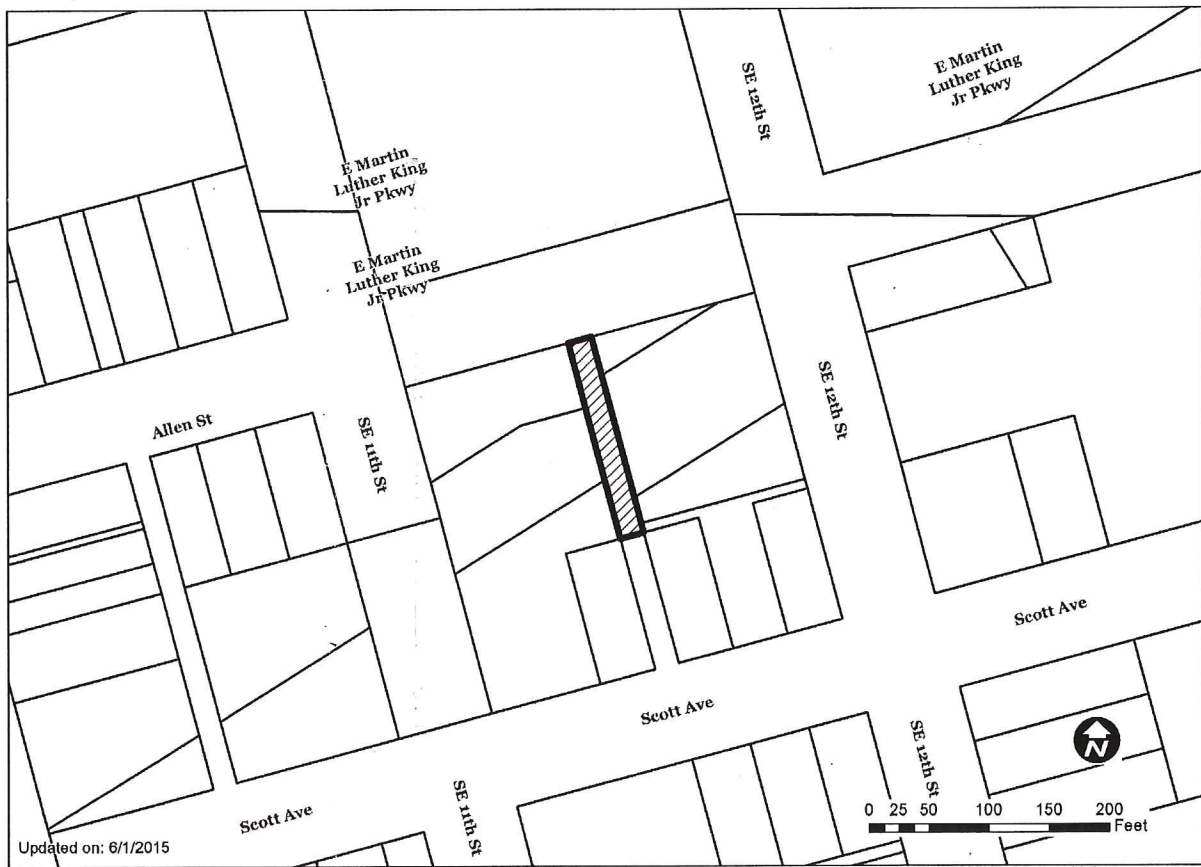 E Martin
Luther King
Jr Pkwy
SE 12th St
E Martin
Luther King
Jr Pkwy
E Martin
Luther King
Jr Pkwy
SE 12th St
Allen St
SE 11th St
Scott Ave
Scott Ave
SE 12th St
N
SE 11th St
Scott Ave
0 25 50 100 150 200
Feet
Updated on: 6/1/2015